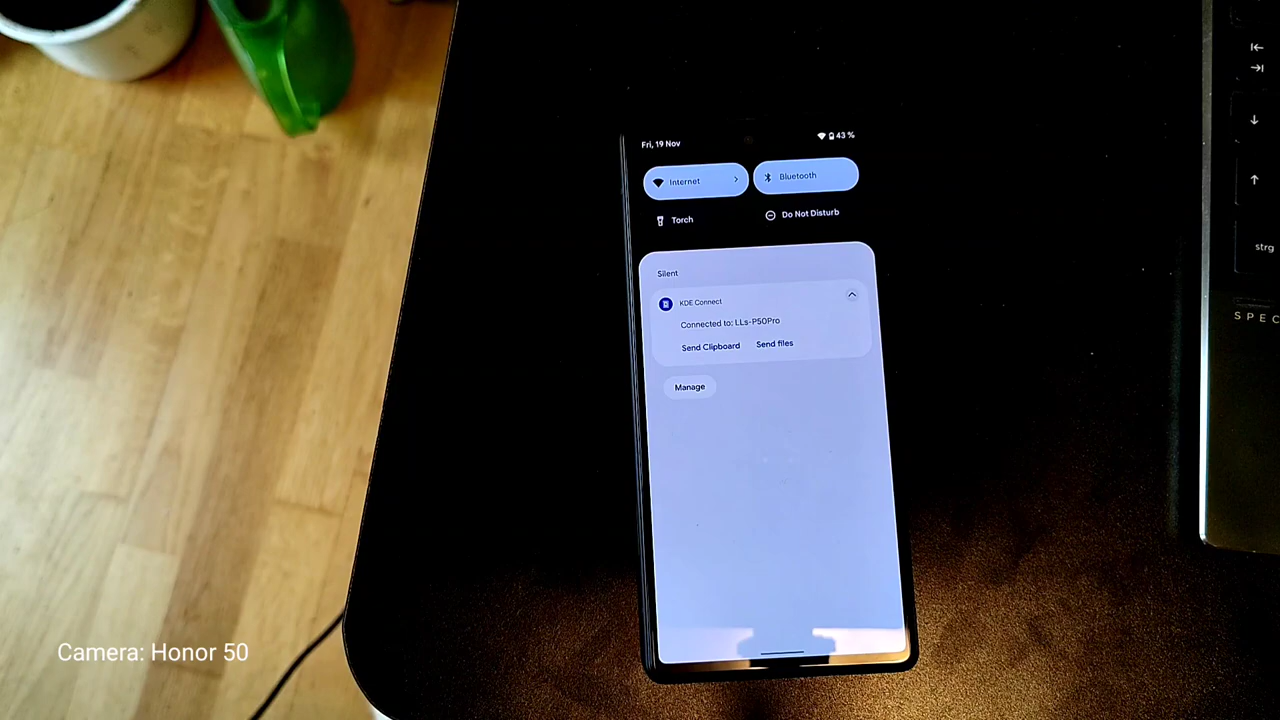 Fri, 19 Nov
43 %
Internet
Bluetooth
Torch
Do Not Disturb
Silent
KDE Connect
Connected to: LLs-P50Pro
Send Clipboard Send files
Manage
strg
SPEC
Camera: Honor 50